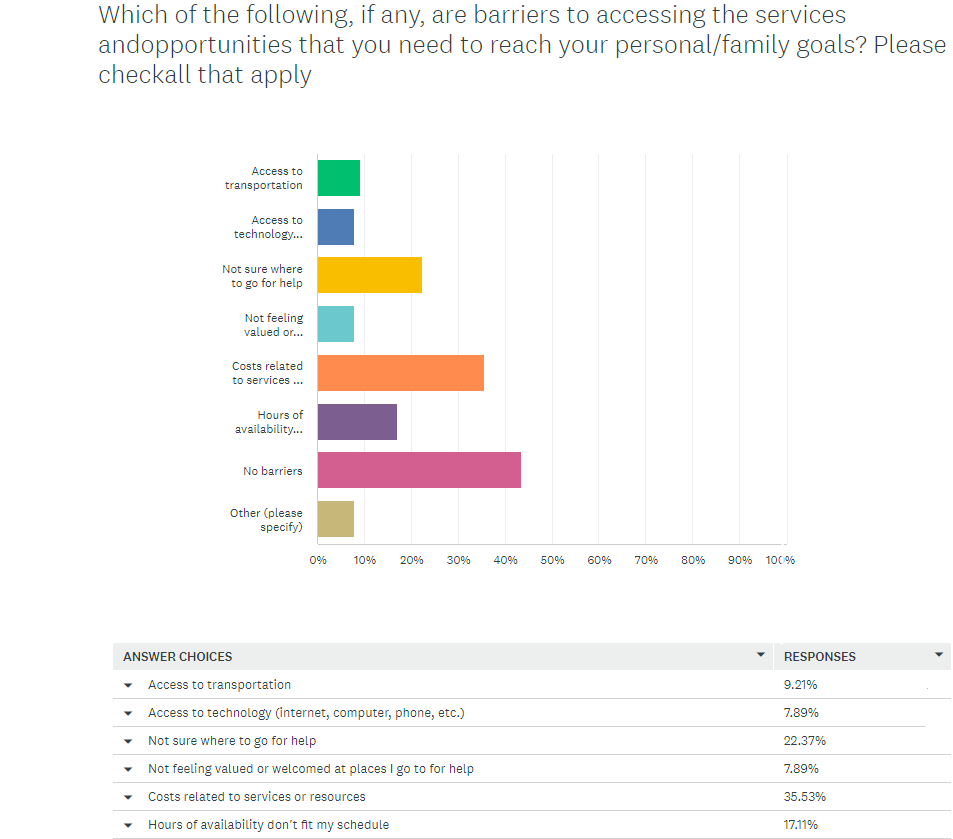 Which of the following, if any, are barriers to accessing the services
andopportunities that you need to reach your personal/family goals? Please
checkall that apply
Access to
transportation
Access to
technology...
Not sure where
to go for help
Not feeling
valued or...
Costs related
to services ...
Hours of
availability...
No barriers
Other (please
specify)
0% 10% 20% 30% 40% 50% 60% 70% 80% 90% 100%
ANSWER CHOICES RESPONSES
Access to transportation 9.21%
Access to technology (internet, computer, phone, etc.) 7.89%
Not sure where to go for help 22.37%
Not feeling valued or welcomed at places I go to for help 7.89%
Costs related to services or resources 35.53%
Hours of availability don't fit my schedule 17.11%